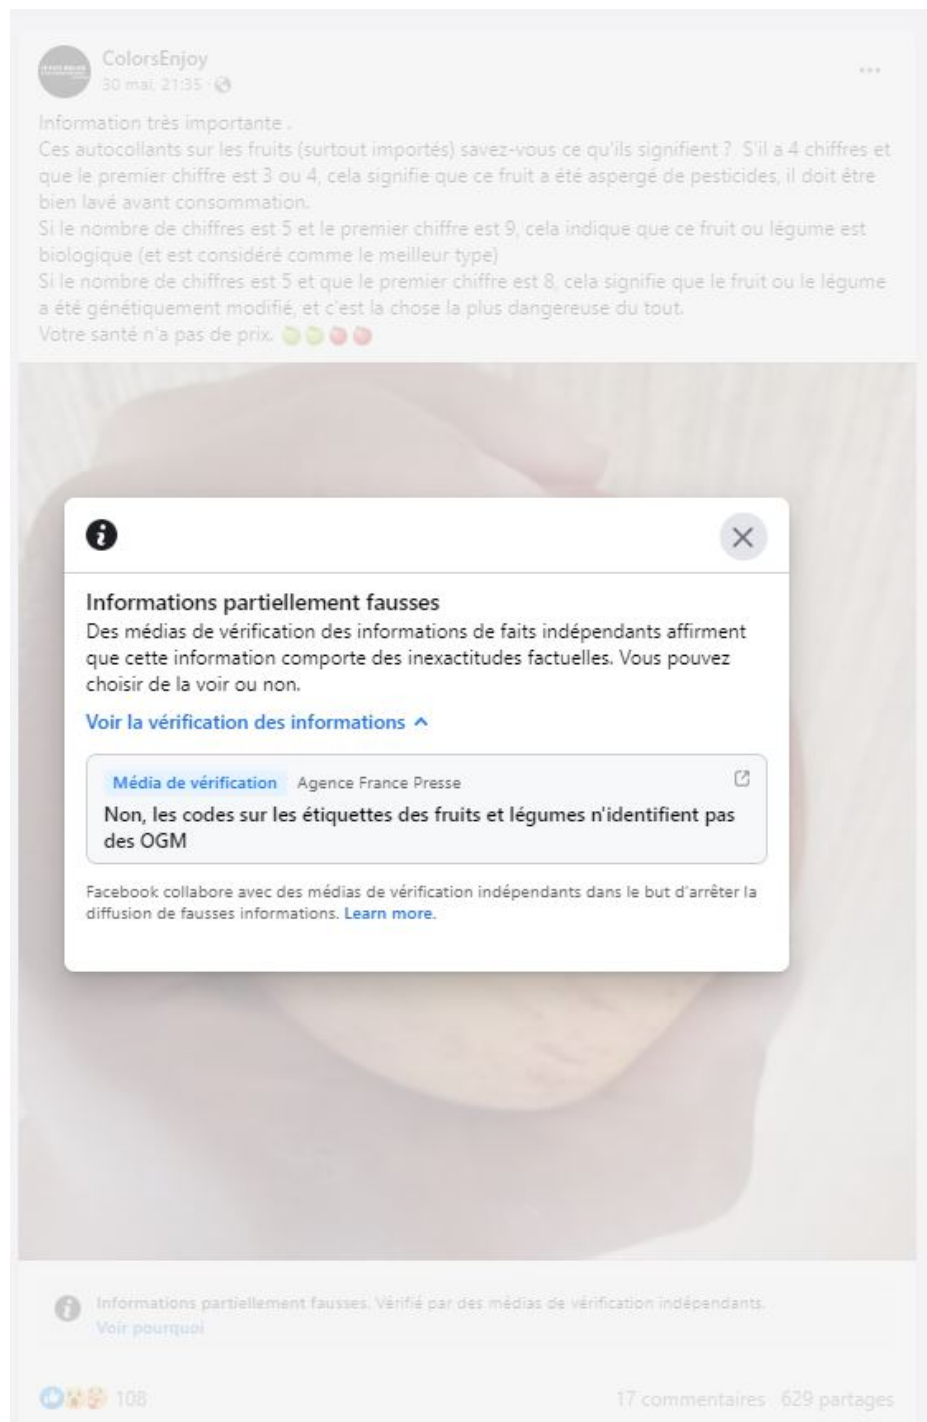 ColorsEnjoy
30 mai, 21:35
Information très importante .
Ces autocollants sur les fruits (surtout importés) savez-vous ce qu'ils signifient ? S'il a 4 chiffres et
que le premier chiffre est 3 ou 4, cela signifie que ce fruit a été aspergé de pesticides, il doit être
bien lavé avant consommation.
Si le nombre de chiffres est 5 et le premier chiffre est 9, cela indique que ce fruit ou légume est
biologique (et est considéré comme le meilleur type)
Si le nombre de chiffres est 5 et que le premier chiffre est 8, cela signifie que le fruit ou le légume
a été génétiquement modifié, et c'est la chose la plus dangereuse du tout.
Votre santé n'a pas de prix. 🍏🍏🍎🍎
Informations partiellement fausses
Des médias de vérification des informations de faits indépendants affirment
que cette information comporte des inexactitudes factuelles. Vous pouvez
choisir de la voir ou non.
Voir la vérification des informations
Média de vérification Agence France Presse
Non, les codes sur les étiquettes des fruits et légumes n'identifient pas
des OGM
Facebook collabore avec des médias de vérification indépendants dans le but d'arrêter la
diffusion de fausses informations. Learn more.
Informations partiellement fausses. Vérifié par des médias de vérification indépendants.
Voir pourquoi
108
17 commentaires 629 partages